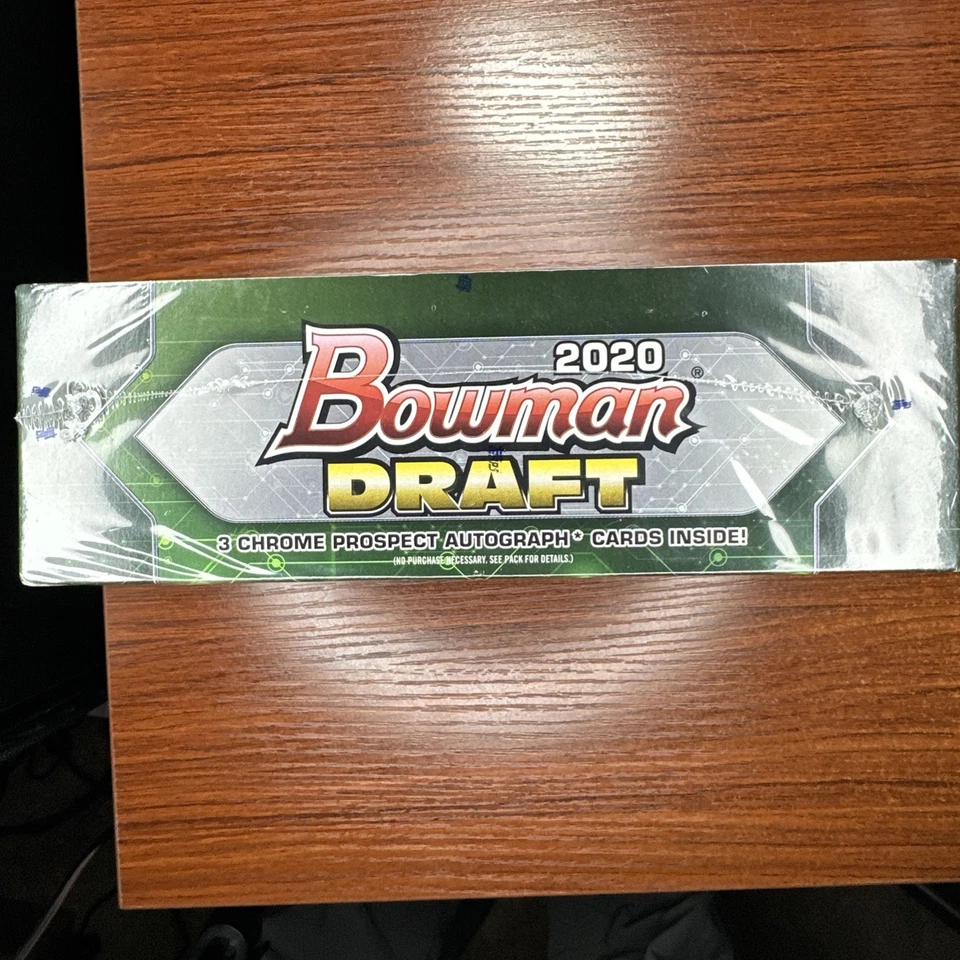 2020
Bowman®
DRAFT
3 CHROME PROSPECT AUTOGRAPH* CARDS INSIDE!
(NO PURCHASE NECESSARY. SEE PACK FOR DETAILS.)